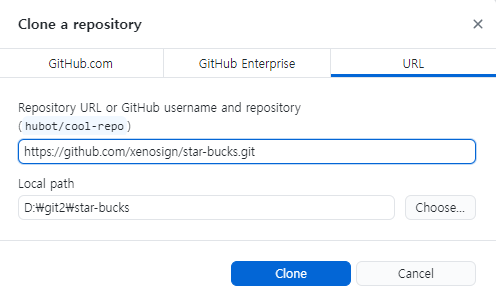 Clone a repository
GitHub.com
GitHub Enterprise
URL
Repository URL or GitHub username and repository
(hubot/cool-repo)
https://github.com/xenosign/star-bucks.git
Local path
D:₩git2₩star-bucks
Choose...
Clone
Cancel